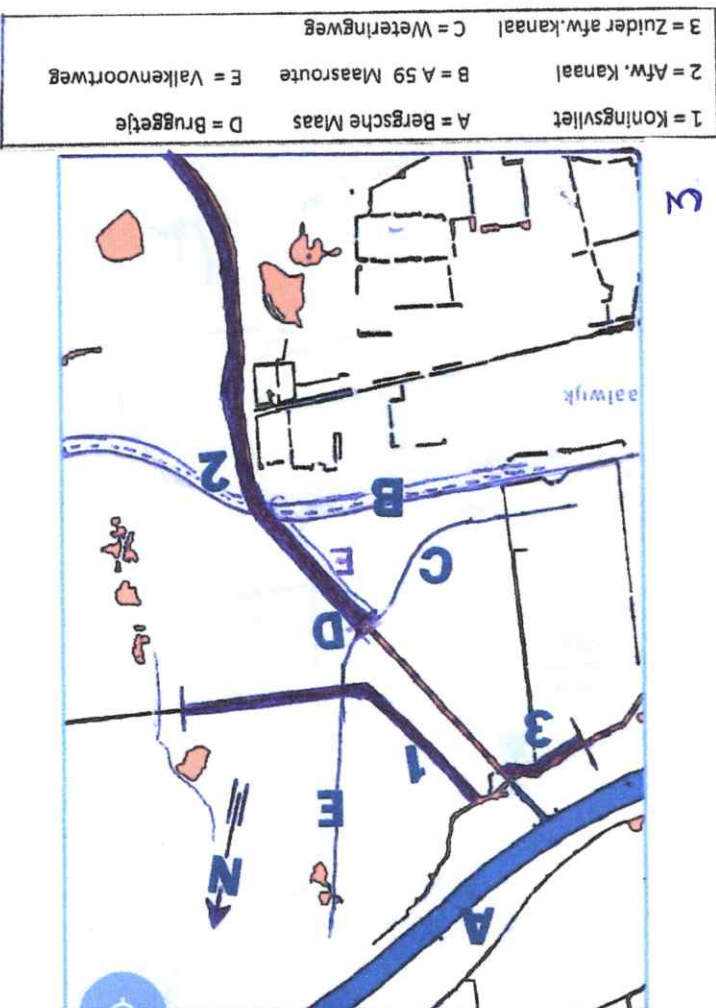 A
N
E
1
3
D
C
E
B
2
aalwijk
3
1 = Koningsvliet A = Bergsche Maas D = Bruggetje
2 = Afw. Kanaal B = A 59 Maasroute E = Valkenvoortweg
3 = Zuider afw.kanaal C = Weteringweg